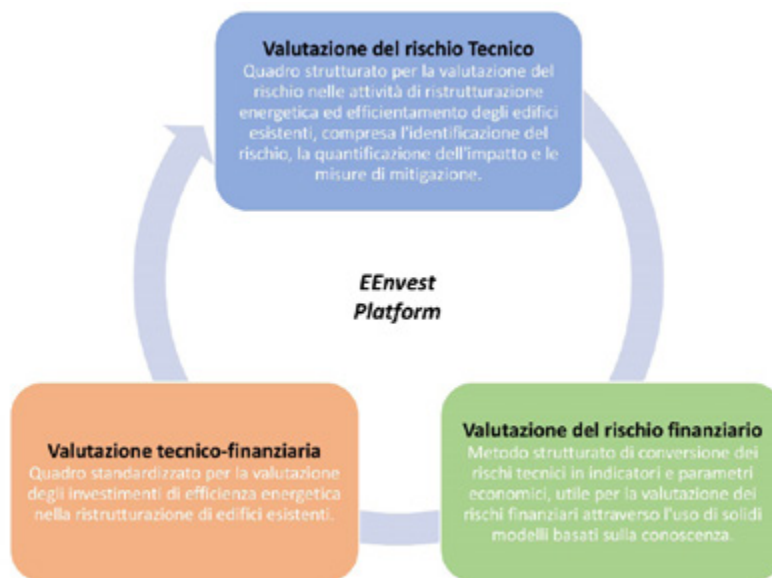 Valutazione del rischio Tecnico
Quadro strutturato per la valutazione del
rischio nelle attività di ristrutturazione
energetica ed efficientamento degli edifici
esistenti, compresa l'identificazione del
rischio, la quantificazione dell'impatto e le
misure di mitigazione.
EEnvest
Platform
Valutazione tecnico-finanziaria
Quadro standardizzato per la valutazione
degli investimenti di efficienza energetica
nella ristrutturazione di edifici esistenti.
Valutazione del rischio finanziario
Metodo strutturato di conversione dei
rischi tecnici in indicatori e parametri
economici, utile per la valutazione dei
rischi finanziari attraverso l'uso di solidi
modelli basati sulla conoscenza.